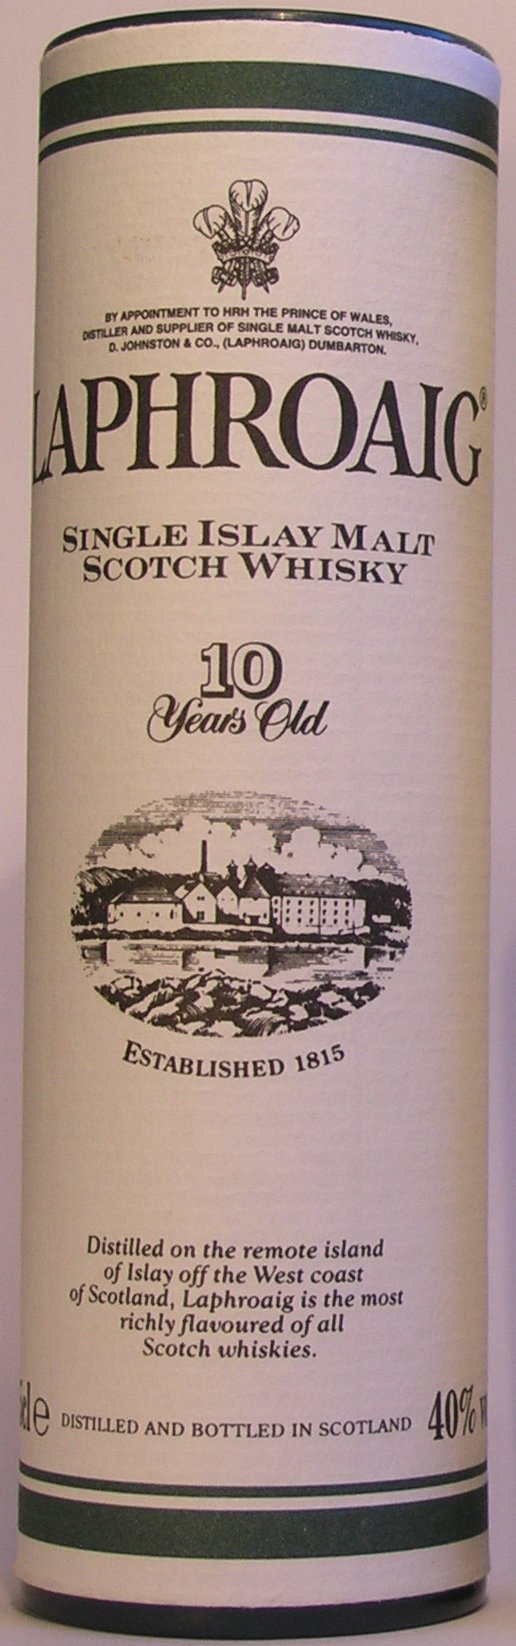 BY APPOINTMENT TO HRH THE PRINCE OF WALES,
DISTILLER AND SUPPLIER OF SINGLE MALT SCOTCH WHISKY,
D. JOHNSTON & CO., (LAPHROAIG) DUMBARTON.
LAPHROAIG®
SINGLE ISLAY MALT
SCOTCH WHISKY
10
Years Old
ESTABLISHED 1815
Distilled on the remote island
of Islay off the West coast
of Scotland, Laphroaig is the most
richly flavoured of all
Scotch whiskies.
cl e DISTILLED AND BOTTLED IN SCOTLAND 40%